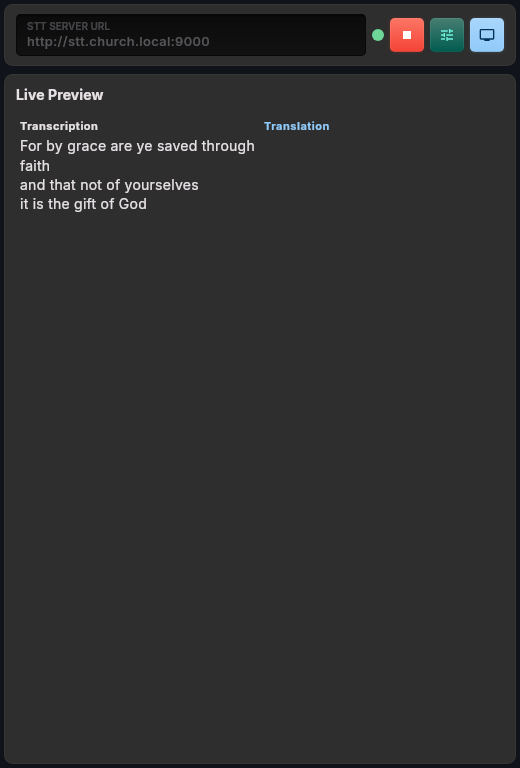 STT SERVER URL
http://stt.church.local:9000
Live Preview
Transcription
For by grace are ye saved through
faith
and that not of yourselves
it is the gift of God
Translation